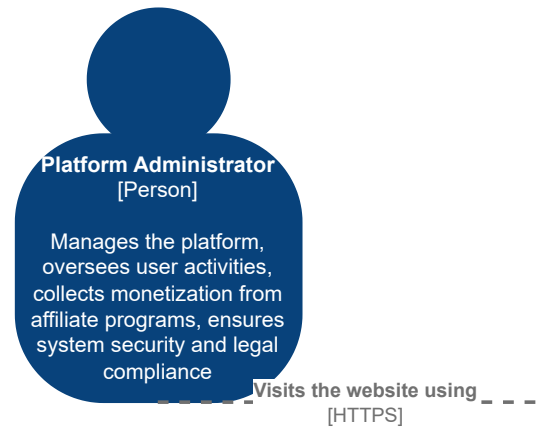 Platform Administrator
[Person]
Manages the platform,
oversees user activities,
collects monetization from
affiliate programs, ensures
system security and legal
compliance
Visits the website using
[HTTPS]